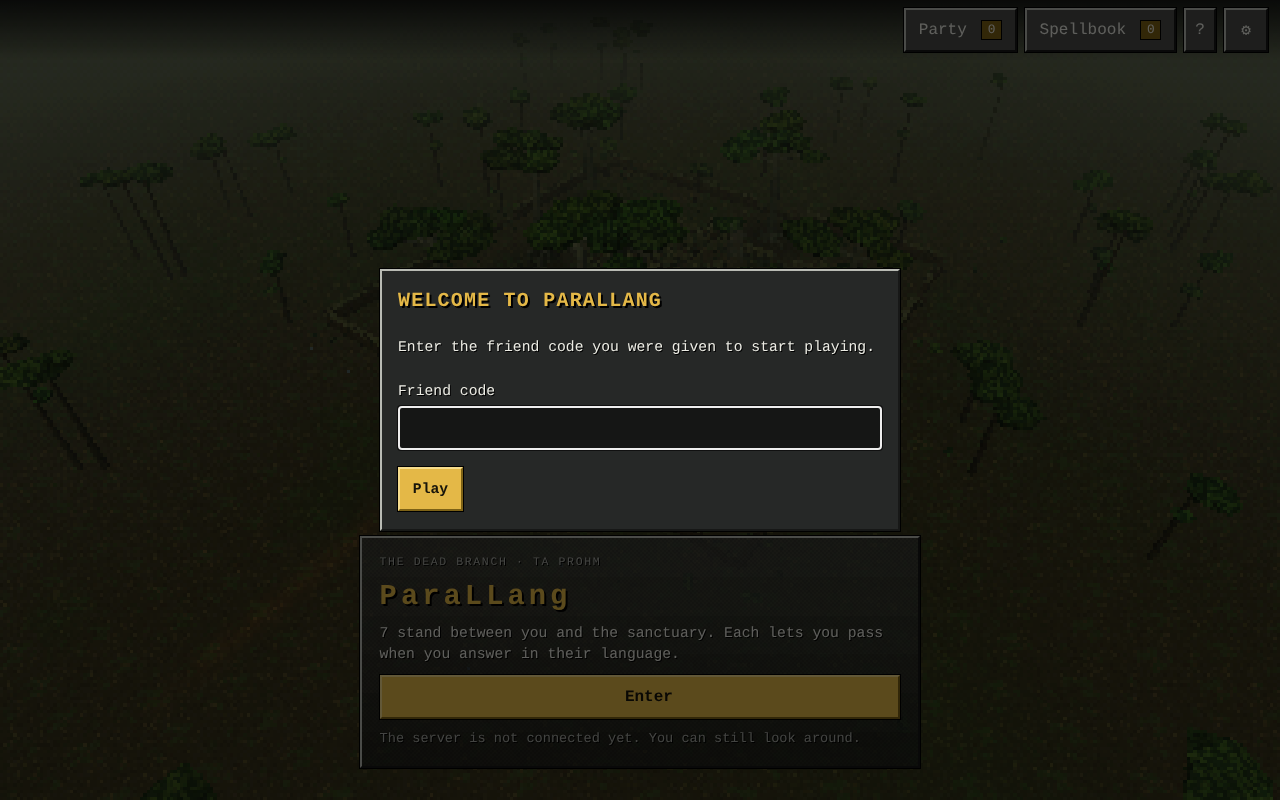 Party 0 Spellbook 0 ? ⚙
WELCOME TO PARALLANG
Enter the friend code you were given to start playing.
Friend code
Play
THE DEAD BRANCH · TA PROHM
ParaLLang
7 stand between you and the sanctuary. Each lets you pass
when you answer in their language.
Enter
The server is not connected yet. You can still look around.